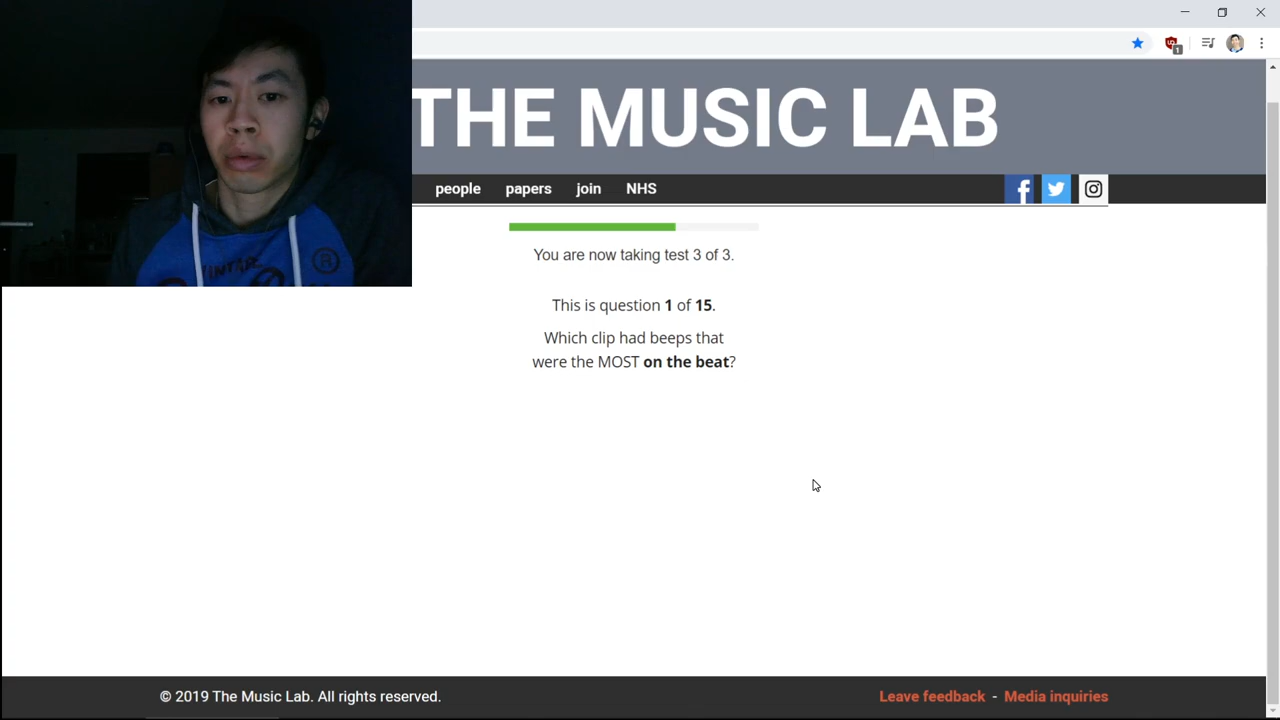 THE MUSIC LAB
people papers join NHS
You are now taking test 3 of 3.
This is question 1 of 15.
Which clip had beeps that
were the MOST on the beat?
© 2019 The Music Lab. All rights reserved.
Leave feedback - Media inquiries